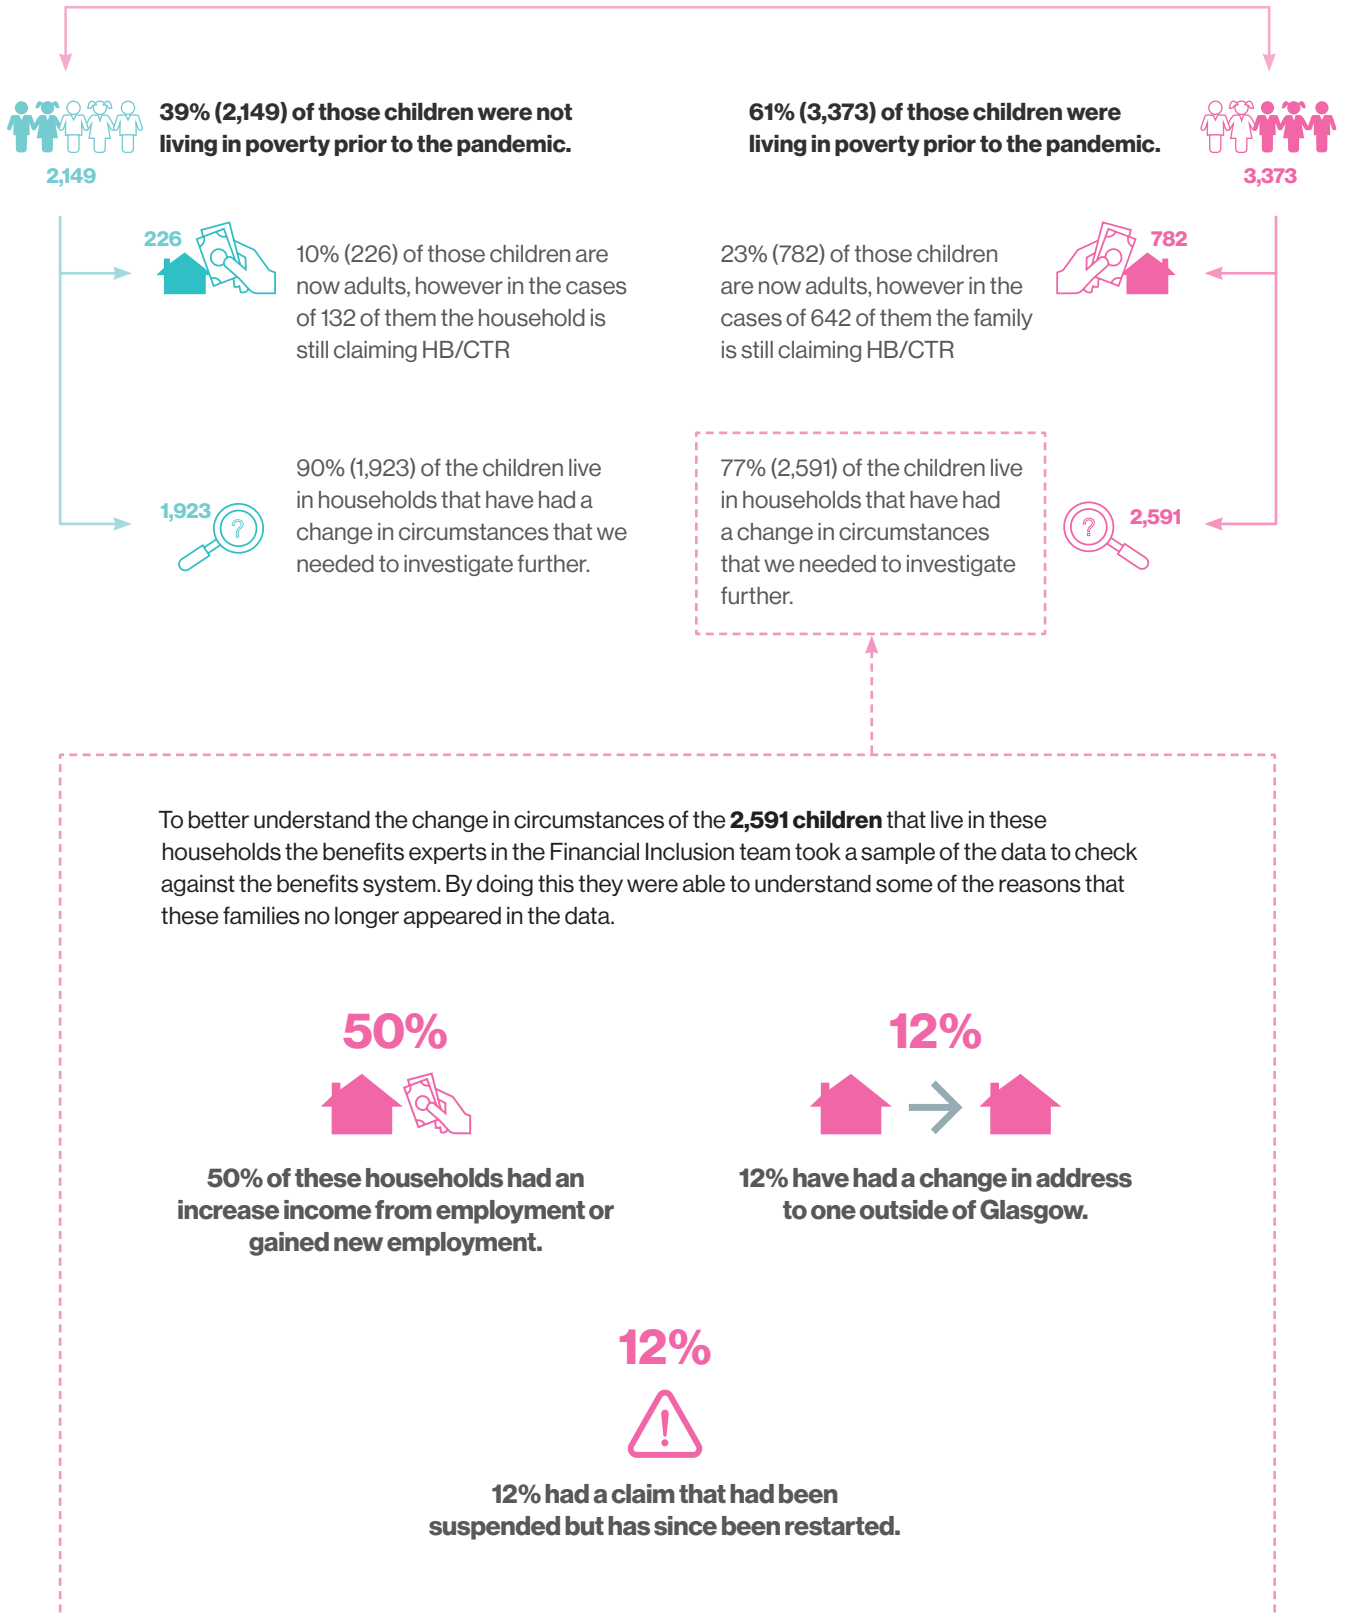 39% (2,149) of those children were not
living in poverty prior to the pandemic.
2,149
226
10% (226) of those children are
now adults, however in the cases
of 132 of them the household is
still claiming HB/CTR
1,923
?
90% (1,923) of the children live
in households that have had a
change in circumstances that we
needed to investigate further.
61% (3,373) of those children were
living in poverty prior to the pandemic.
3,373
23% (782) of those children
are now adults, however in the
cases of 642 of them the family
is still claiming HB/CTR
782
77% (2,591) of the children live
in households that have had
a change in circumstances
that we needed to investigate
further.
?
2,591
To better understand the change in circumstances of the 2,591 children that live in these
households the benefits experts in the Financial Inclusion team took a sample of the data to check
against the benefits system. By doing this they were able to understand some of the reasons that
these families no longer appeared in the data.
50%
50% of these households had an
increase income from employment or
gained new employment.
12%
12% have had a change in address
to one outside of Glasgow.
12%
!
12% had a claim that had been
suspended but has since been restarted.